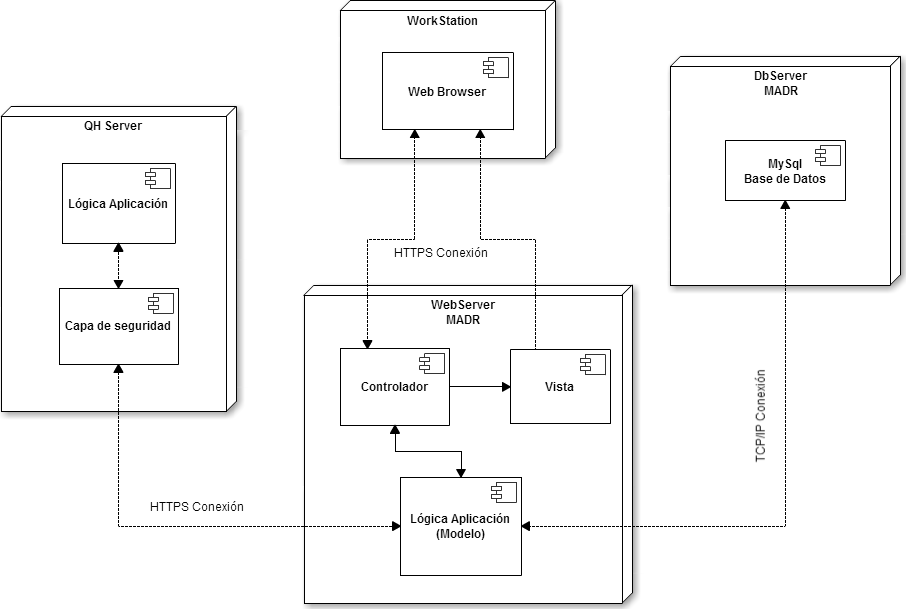 WorkStation
Web Browser
DbServer
MADR
MySql
Base de Datos
QH Server
Lógica Aplicación
Capa de seguridad
HTTPS Conexión
WebServer
MADR
Controlador
Vista
Lógica Aplicación
(Modelo)
HTTPS Conexión
TCP/IP Conexión